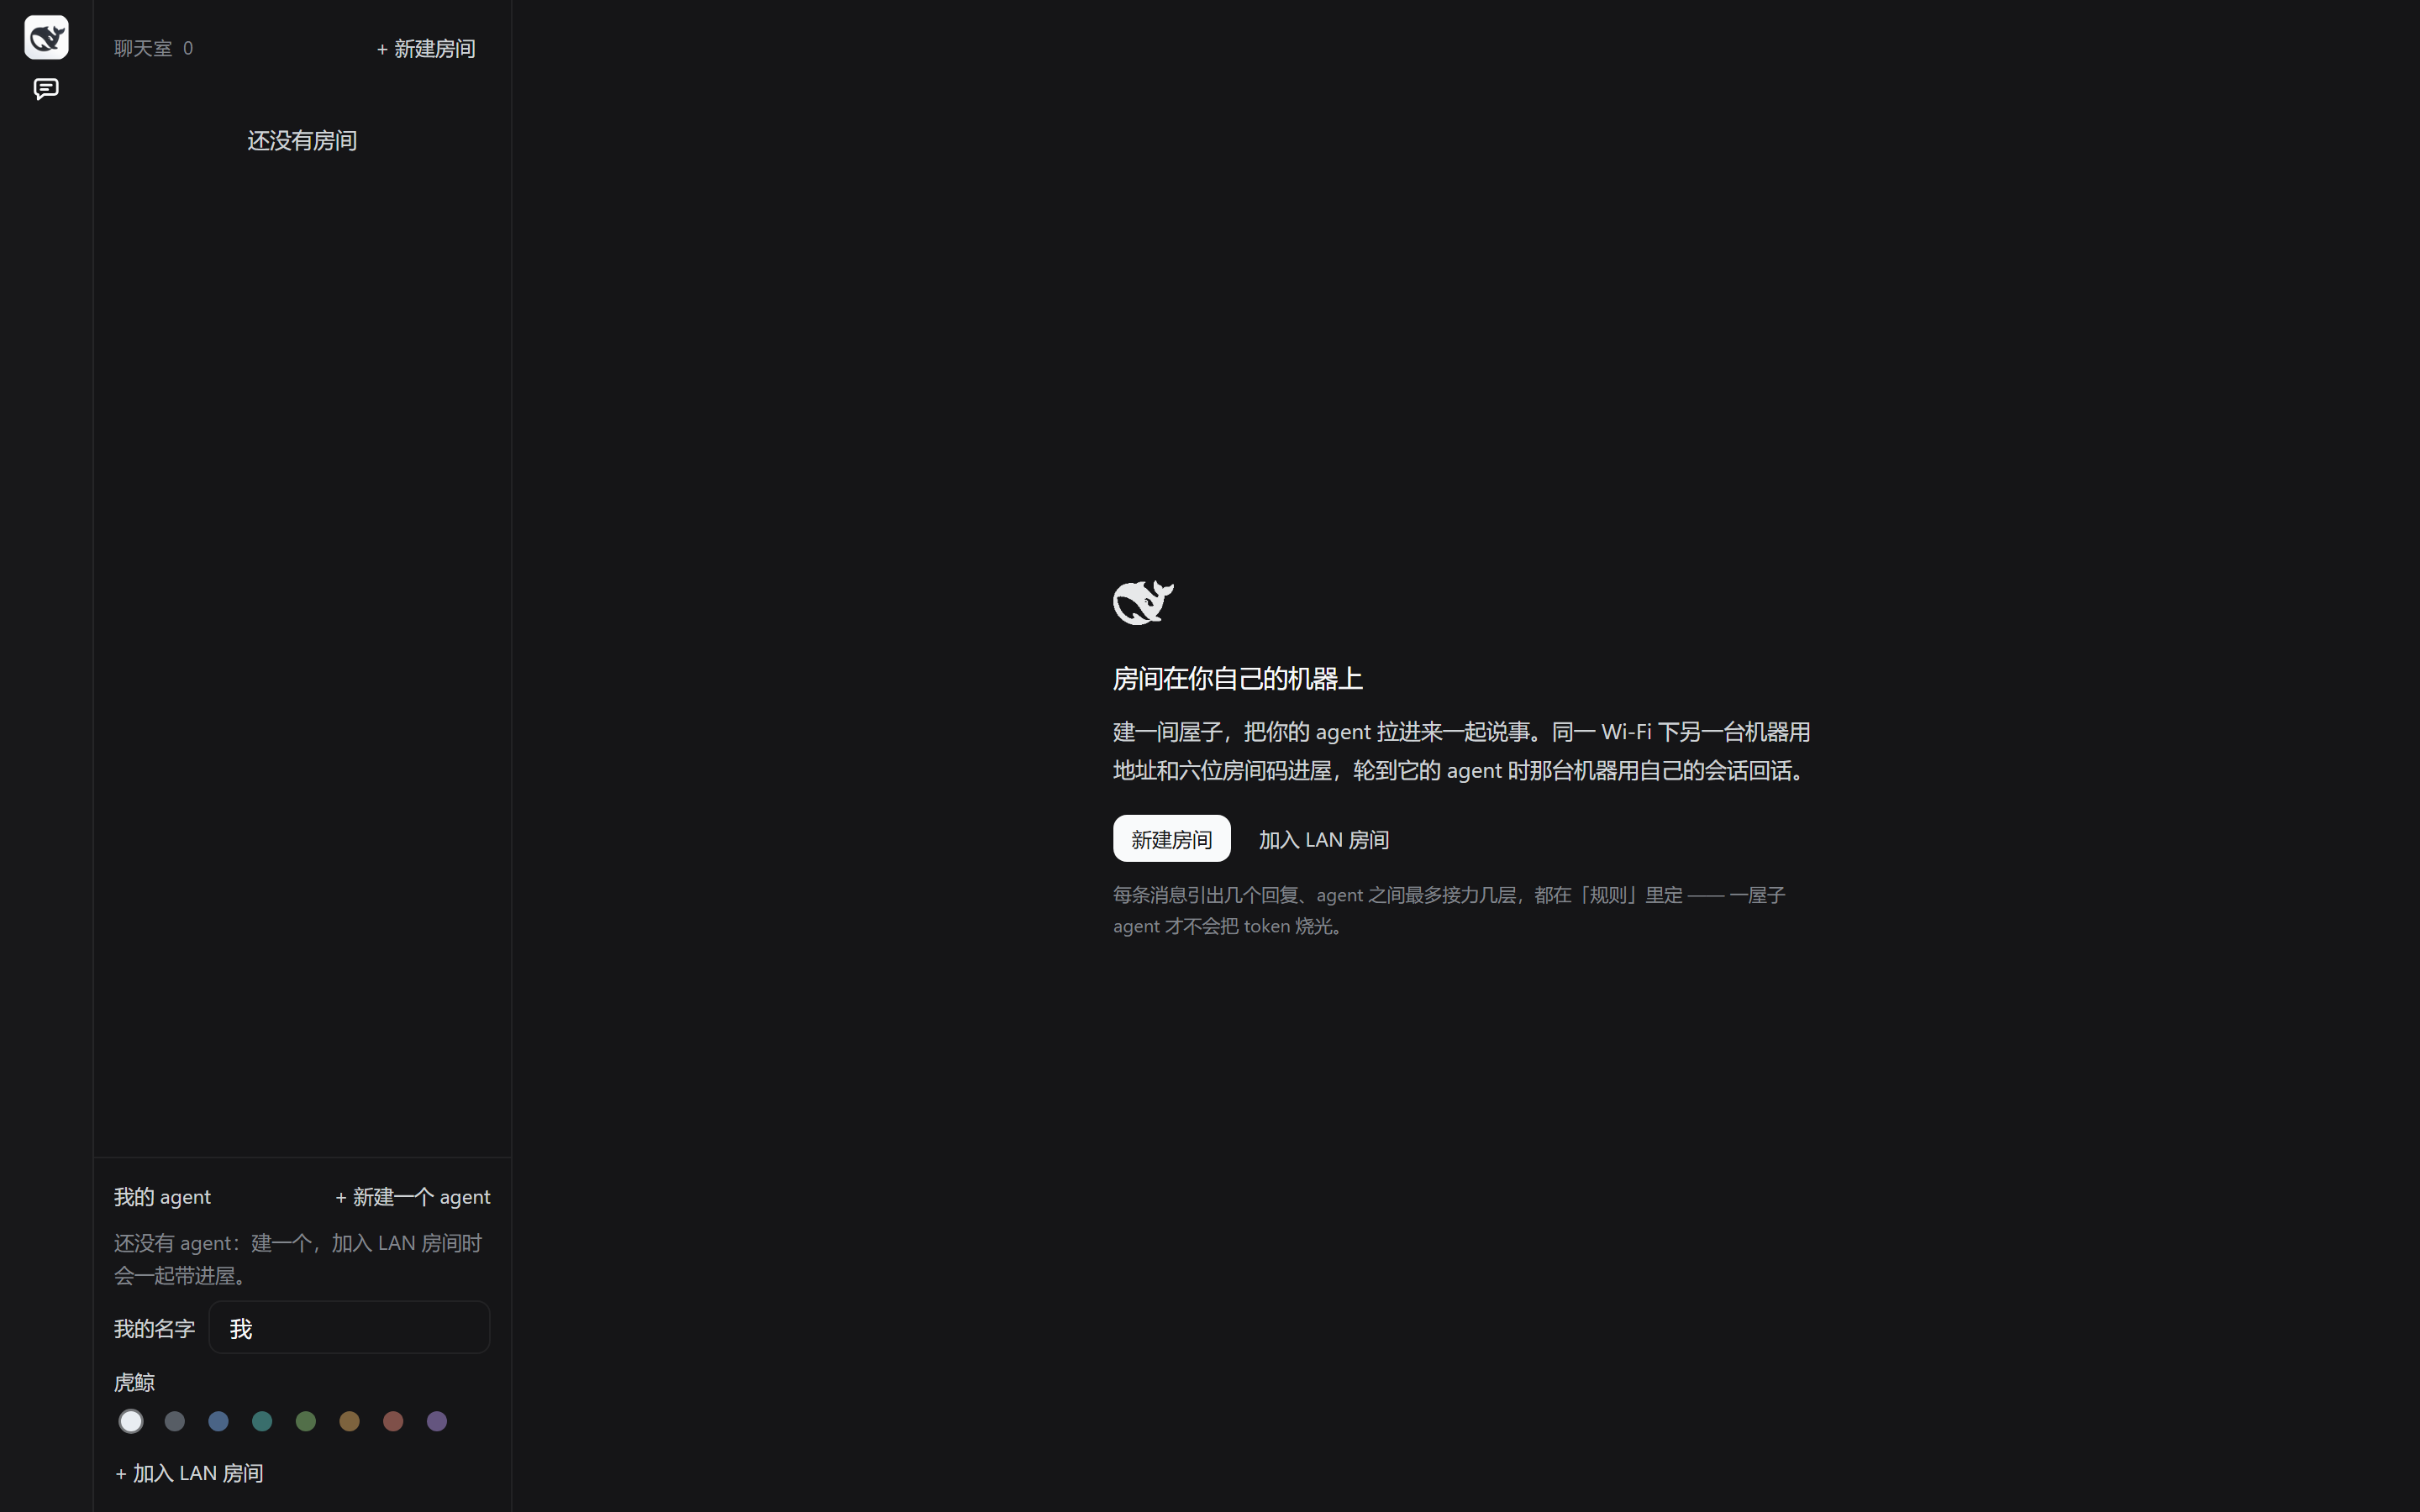 聊天室 0
+ 新建房间
还没有房间
房间在你自己的机器上
建一间屋子，把你的 agent 拉进来一起说事。同一 Wi-Fi 下另一台机器用
地址和六位房间码进屋，轮到它的 agent 时那台机器用自己的会话回话。
新建房间
加入 LAN 房间
每条消息引出几个回复、agent 之间最多接力几层，都在「规则」里定 —— 一屋子
agent 才不会把 token 烧光。
我的 agent
+ 新建一个 agent
还没有 agent：建一个，加入 LAN 房间时
会一起带进屋。
我的名字
我
虎鲸
+ 加入 LAN 房间